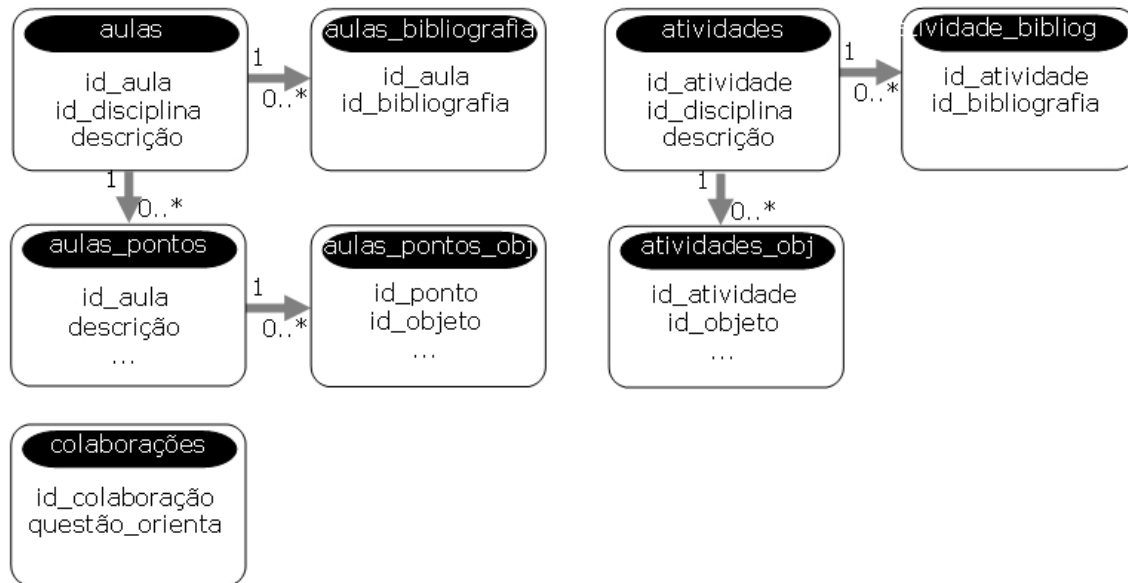 aulas
id_aula
id_disciplina
descrição
1
0..*
aulas_bibliografia
id_aula
id_bibliografia
1
0..*
aulas_pontos
id_aula
descrição
...
1
0..*
aulas_pontos_obj
id_ponto
id_objeto
...
atividades
id_atividade
id_disciplina
descrição
1
0..*
tividade_bibliog
id_atividade
id_bibliografia
1
0..*
atividades_obj
id_atividade
id_objeto
...
colaborações
id_colaboração
questão_orienta